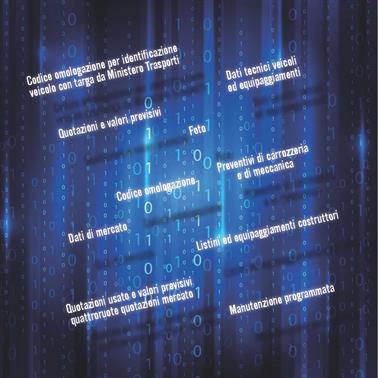 Codice omologazione per identificazione
veicolo con targa da Ministero Trasporti
Dati tecnici veicoli
ed equipaggiamenti
Quotazioni e valori previsivi
Foto
Preventivi di carrozzeria
e di meccanica
Codice omologazione
Dati di mercato
Listini ed equipaggiamenti costruttori
Quotazioni usato e valori previsivi
quattroruote quotazioni mercato
Manutenzione programmata